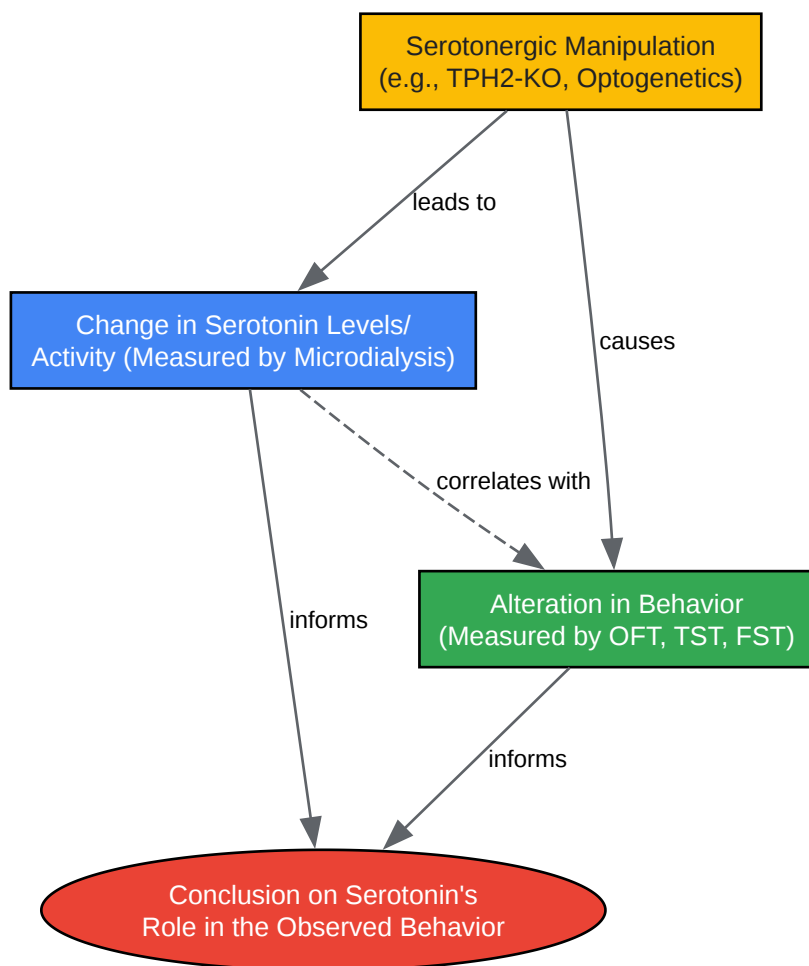 Serotonergic Manipulation
(e.g., TPH2-KO, Optogenetics)
leads to
causes
Change in Serotonin Levels/
Activity (Measured by Microdialysis)
correlates with
informs
Alteration in Behavior
(Measured by OFT, TST, FST)
informs
Conclusion on Serotonin's
Role in the Observed Behavior